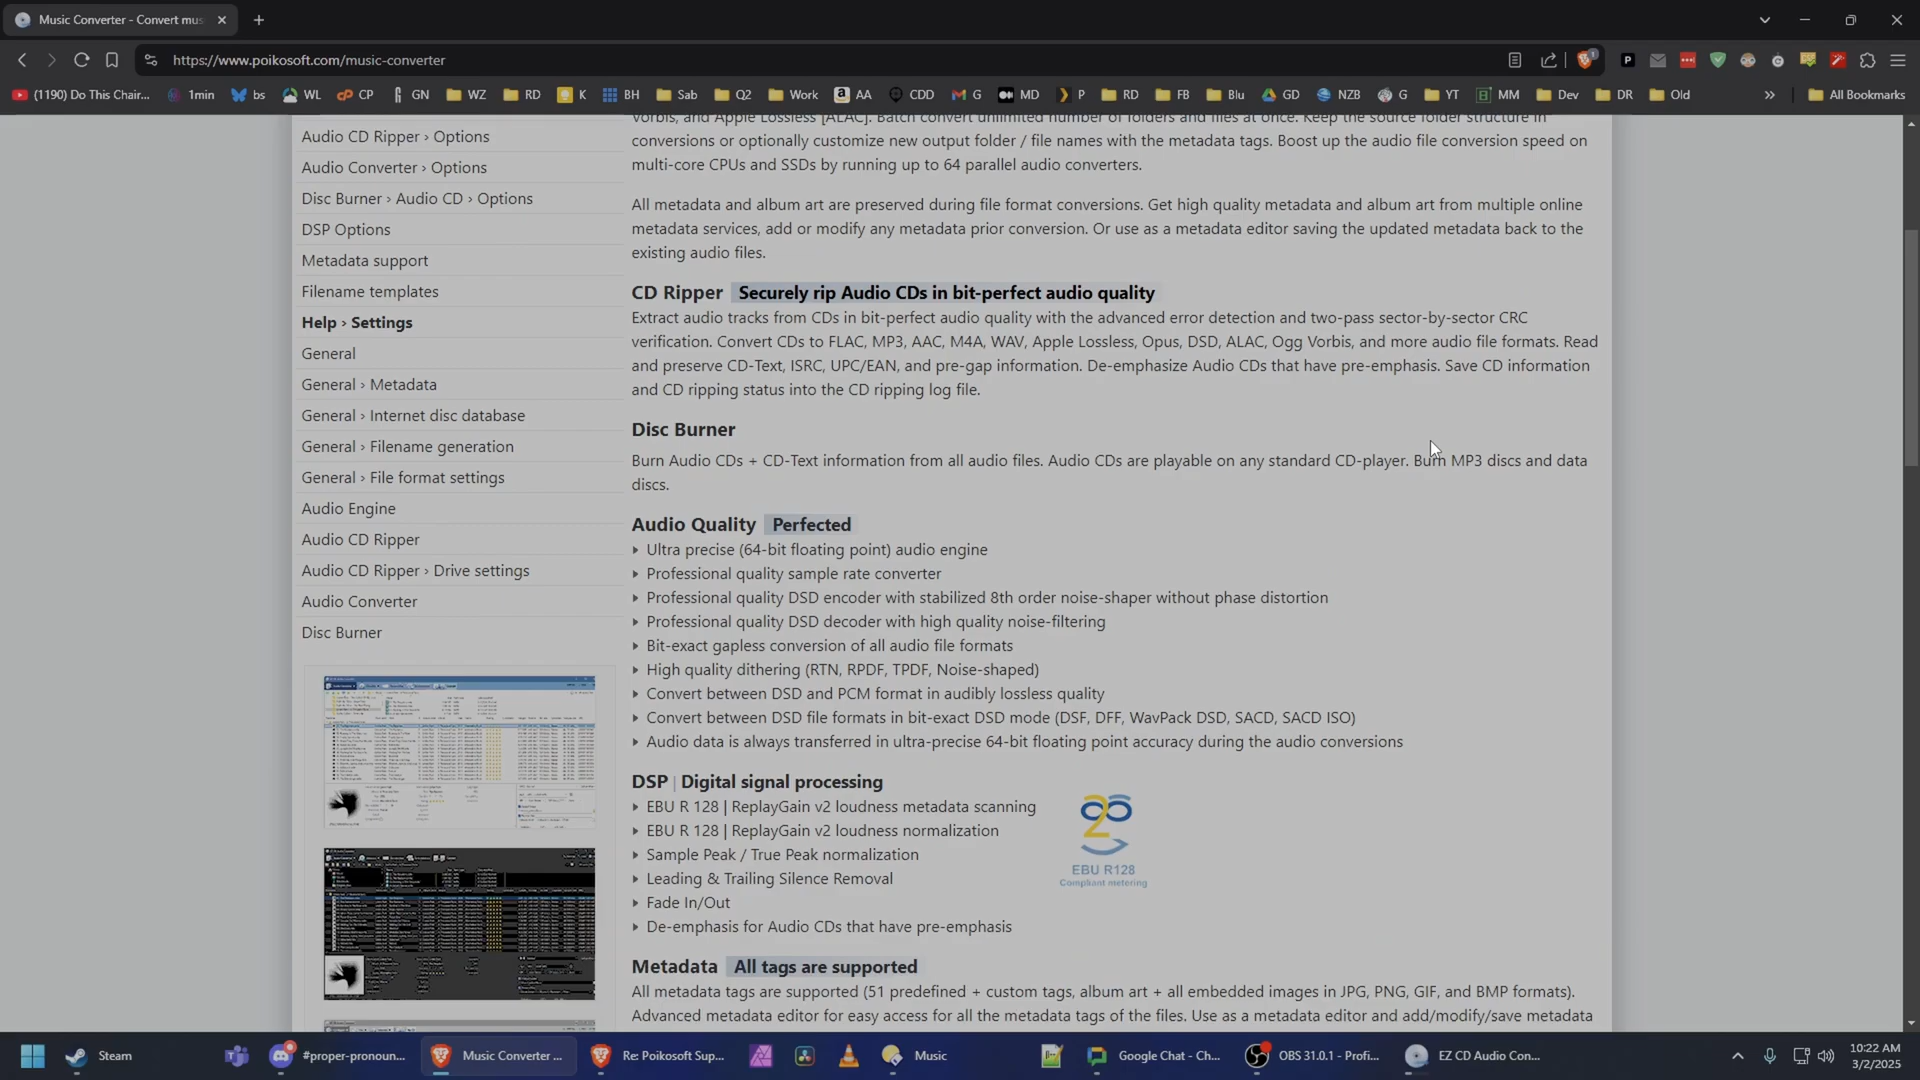 Music Converter - Convert mus
https://www.poikosoft.com/music-converter
(1190) Do This Chair...
1min
bs
WL
CP
GN
WZ
RD
K
BH
Sab
Q2
Work
AA
CDD
G
MD
P
RD
FB
Blu
GD
NZB
G
YT
MM
Dev
DR
Old
All Bookmarks
Audio CD Ripper › Options
Audio Converter › Options
Disc Burner › Audio CD › Options
DSP Options
Metadata support
Filename templates
Help › Settings
General
General › Metadata
General › Internet disc database
General › Filename generation
General › File format settings
Audio Engine
Audio CD Ripper
Audio CD Ripper › Drive settings
Audio Converter
Disc Burner
Vorbis, and Apple Lossless [ALAC]. Batch convert unlimited number of folders and files at once. Keep the source folder structure in
conversions or optionally customize new output folder / file names with the metadata tags. Boost up the audio file conversion speed on
multi-core CPUs and SSDs by running up to 64 parallel audio converters.
All metadata and album art are preserved during file format conversions. Get high quality metadata and album art from multiple online
metadata services, add or modify any metadata prior conversion. Or use as a metadata editor saving the updated metadata back to the
existing audio files.
CD Ripper Securely rip Audio CDs in bit-perfect audio quality
Extract audio tracks from CDs in bit-perfect audio quality with the advanced error detection and two-pass sector-by-sector CRC
verification. Convert CDs to FLAC, MP3, AAC, M4A, WAV, Apple Lossless, Opus, DSD, ALAC, Ogg Vorbis, and more audio file formats. Read
and preserve CD-Text, ISRC, UPC/EAN, and pre-gap information. De-emphasize Audio CDs that have pre-emphasis. Save CD information
and CD ripping status into the CD ripping log file.
Disc Burner
Burn Audio CDs + CD-Text information from all audio files. Audio CDs are playable on any standard CD-player. Burn MP3 discs and data
discs.
Audio Quality Perfected
Ultra precise (64-bit floating point) audio engine
Professional quality sample rate converter
Professional quality DSD encoder with stabilized 8th order noise-shaper without phase distortion
Professional quality DSD decoder with high quality noise-filtering
Bit-exact gapless conversion of all audio file formats
High quality dithering (RTN, RPDF, TPDF, Noise-shaped)
Convert between DSD and PCM format in audibly lossless quality
Convert between DSD file formats in bit-exact DSD mode (DSF, DFF, WavPack DSD, SACD, SACD ISO)
Audio data is always transferred in ultra-precise 64-bit floating point accuracy during the audio conversions
DSP | Digital signal processing
EBU R 128 | ReplayGain v2 loudness metadata scanning
EBU R 128 | ReplayGain v2 loudness normalization
Sample Peak / True Peak normalization
Leading & Trailing Silence Removal
Fade In/Out
De-emphasis for Audio CDs that have pre-emphasis
EBU R128
Compliant metering
Metadata All tags are supported
All metadata tags are supported (51 predefined + custom tags, album art + all embedded images in JPG, PNG, GIF, and BMP formats).
Advanced metadata editor for easy access for all the metadata tags of the files. Use as a metadata editor and add/modify/save metadata
Steam
#proper-pronoun...
Music Converter ...
Re: Poikosoft Sup...
Music
Google Chat - Ch...
OBS 31.0.1 - Profi...
EZ CD Audio Con...
10:22 AM
3/2/2025